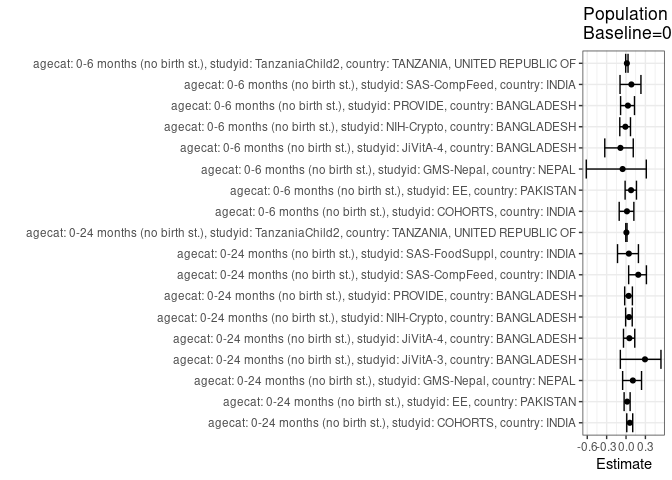 Population
Baseline=0
agecat: 0-6 months (no birth st.), studyid: TanzaniaChild2, country: TANZANIA, UNITED REPUBLIC OF
agecat: 0-6 months (no birth st.), studyid: SAS-CompFeed, country: INDIA
agecat: 0-6 months (no birth st.), studyid: PROVIDE, country: BANGLADESH
agecat: 0-6 months (no birth st.), studyid: NIH-Crypto, country: BANGLADESH
agecat: 0-6 months (no birth st.), studyid: JiVitA-4, country: BANGLADESH
agecat: 0-6 months (no birth st.), studyid: GMS-Nepal, country: NEPAL
agecat: 0-6 months (no birth st.), studyid: EE, country: PAKISTAN
agecat: 0-6 months (no birth st.), studyid: COHORTS, country: INDIA
agecat: 0-24 months (no birth st.), studyid: TanzaniaChild2, country: TANZANIA, UNITED REPUBLIC OF
agecat: 0-24 months (no birth st.), studyid: SAS-FoodSuppl, country: INDIA
agecat: 0-24 months (no birth st.), studyid: SAS-CompFeed, country: INDIA
agecat: 0-24 months (no birth st.), studyid: PROVIDE, country: BANGLADESH
agecat: 0-24 months (no birth st.), studyid: NIH-Crypto, country: BANGLADESH
agecat: 0-24 months (no birth st.), studyid: JiVitA-4, country: BANGLADESH
agecat: 0-24 months (no birth st.), studyid: JiVitA-3, country: BANGLADESH
agecat: 0-24 months (no birth st.), studyid: GMS-Nepal, country: NEPAL
agecat: 0-24 months (no birth st.), studyid: EE, country: PAKISTAN
agecat: 0-24 months (no birth st.), studyid: COHORTS, country: INDIA
-0.6 -0.3 0.0 0.3
Estimate